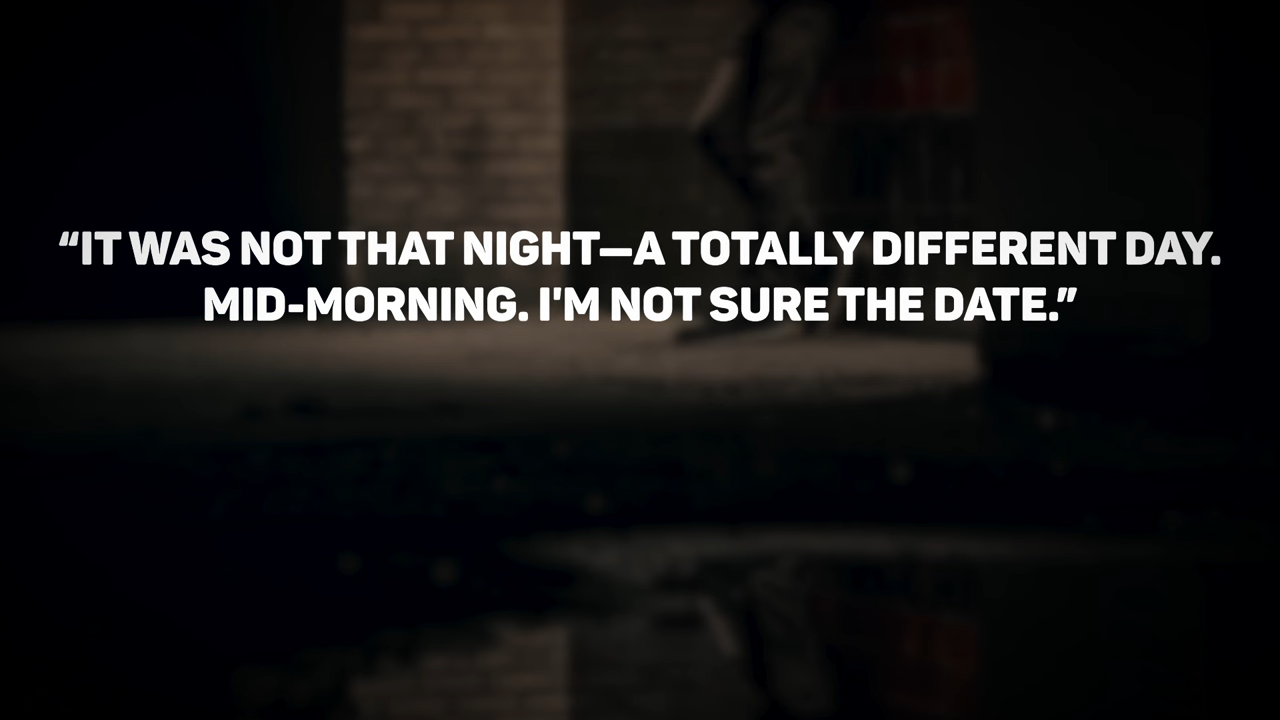 “IT WAS NOT THAT NIGHT—A TOTALLY DIFFERENT DAY.
MID-MORNING. I'M NOT SURE THE DATE.”